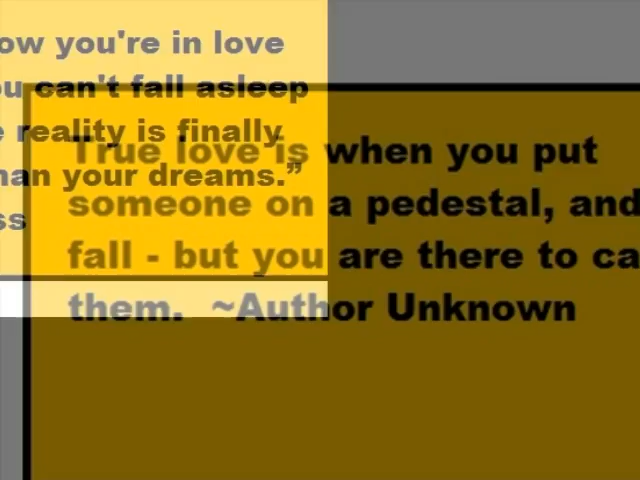 ow you're in love
ou can't fall asleep
e reality is finally
han your dreams.”
ss
True love is when you put
someone on a pedestal, and
fall - but you are there to ca
them. ~Author Unknown